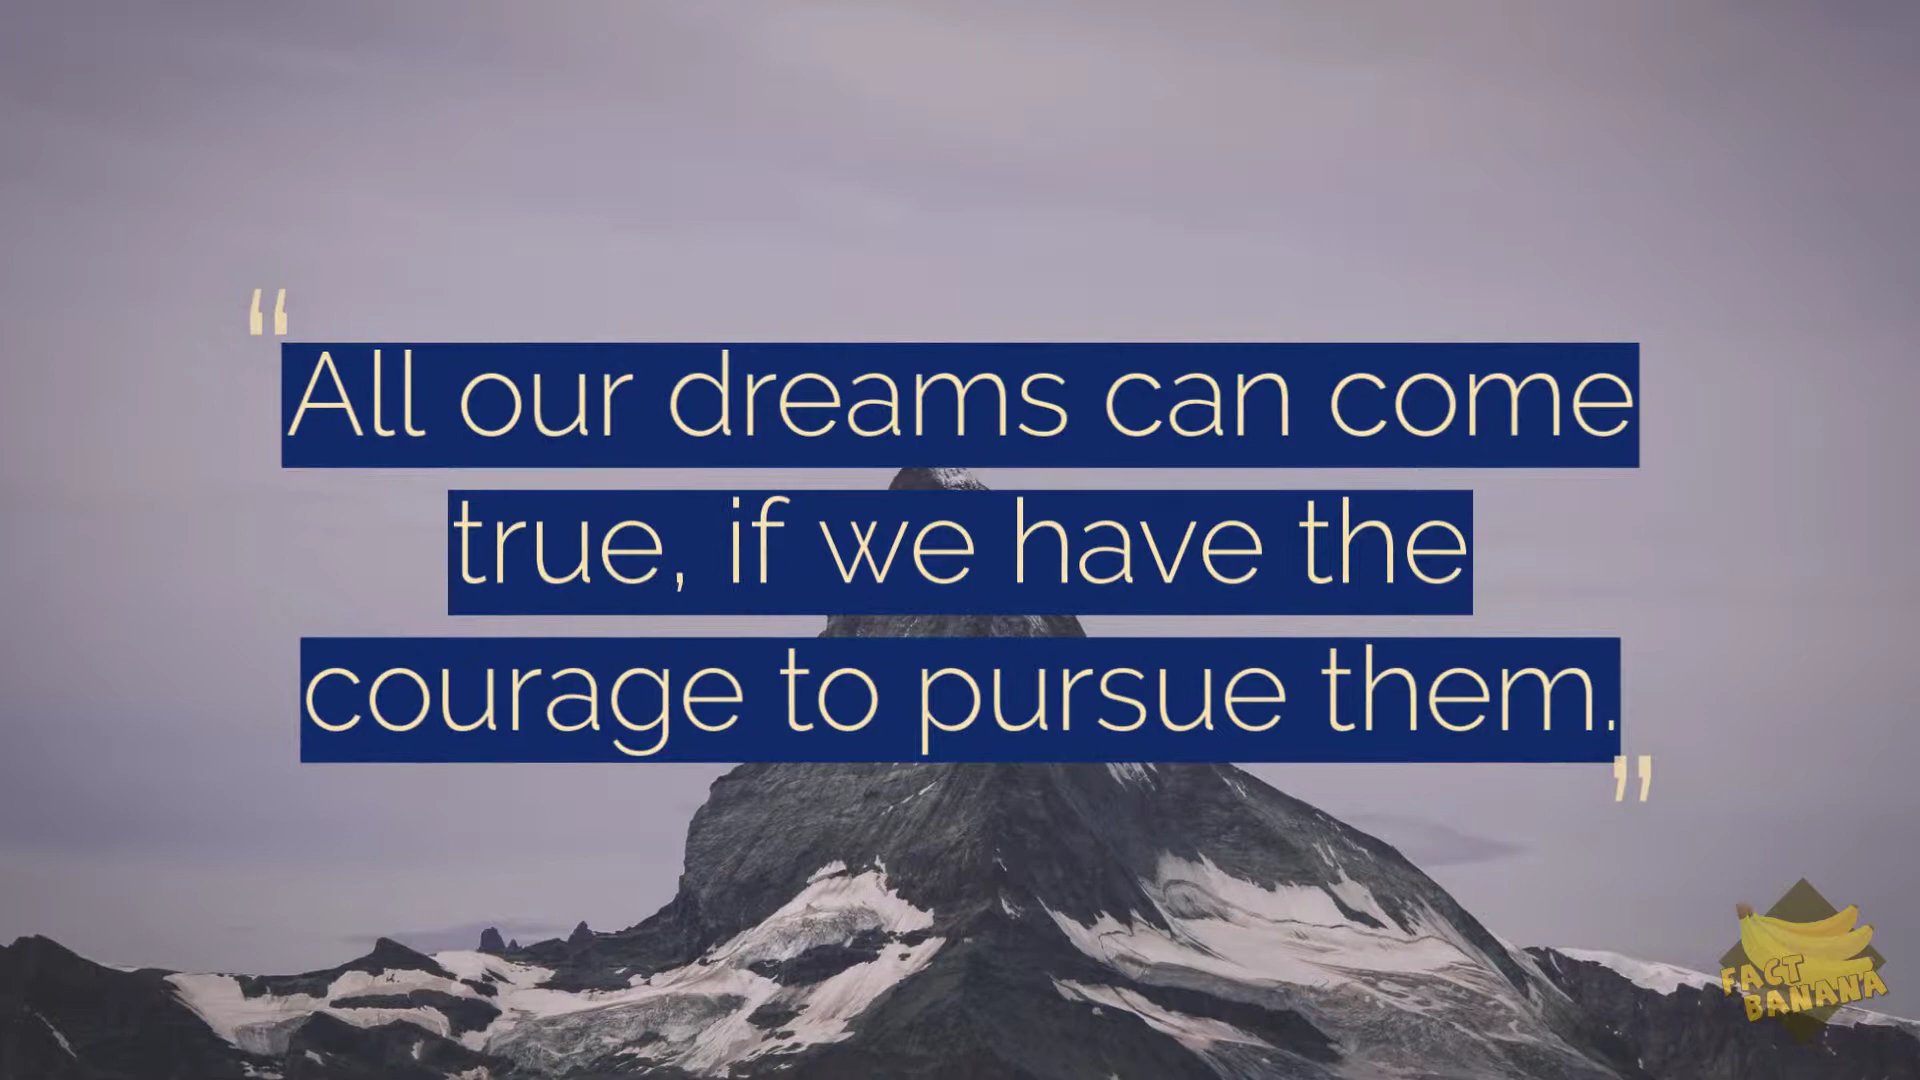 “All our dreams can come
true, if we have the
courage to pursue them.”
FACT
BANANA